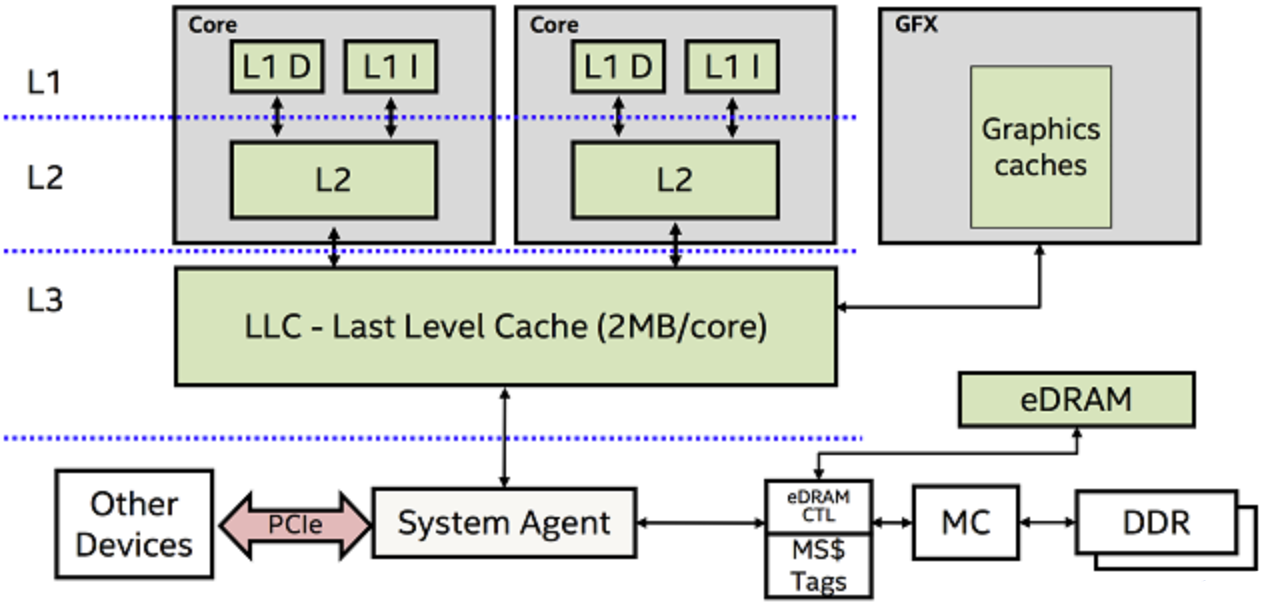 Core
Core
GFX
L1
L1 D
L1 I
L1 D
L1 I
Graphics
caches
L2
L2
L2
L3
LLC - Last Level Cache (2MB/core)
eDRAM
Other
Devices
PCIe
System Agent
eDRAM
CTL
MS$
Tags
MC
DDR